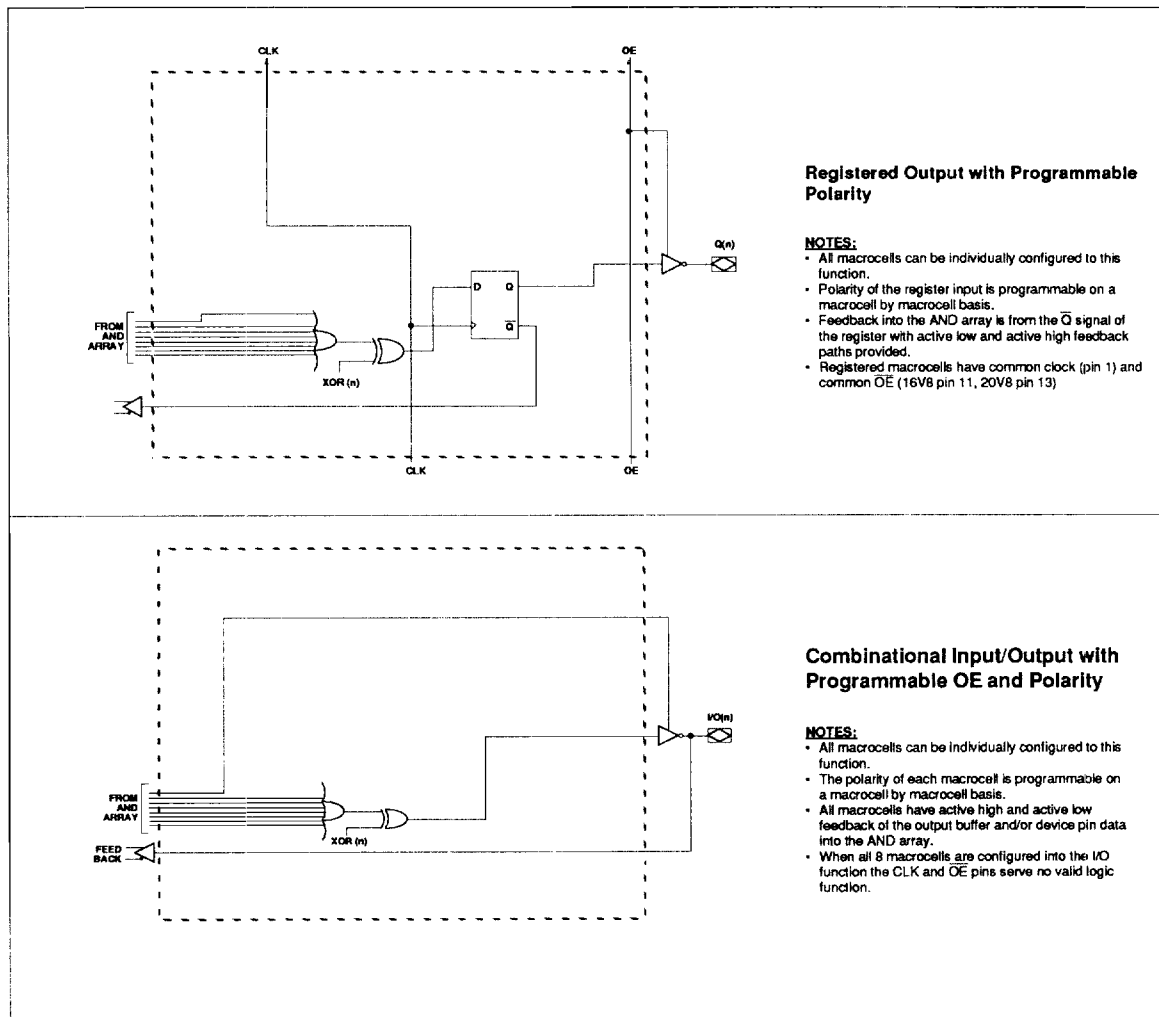 CLK
OE
Registered Output with Programmable
Polarity
NOTES:
• All macrocells can be individually configured to this
function.
• Polarity of the register input is programmable on a
macrocell by macrocell basis.
• Feedback into the AND array is from the Q̅ signal of
the register with active low and active high feedback
paths provided.
• Registered macrocells have common clock (pin 1) and
common O̅E̅ (16V8 pin 11, 20V8 pin 13)
Q(n)
D Q
Q̅
FROM
AND
ARRAY
XOR (n)
CLK
OE
Combinational Input/Output with
Programmable OE and Polarity
NOTES:
• All macrocells can be individually configured to this
function.
• The polarity of each macrocell is programmable on
a macrocell by macrocell basis.
• All macrocells have active high and active low
feedback of the output buffer and/or device pin data
into the AND array.
• When all 8 macrocells are configured into the I/O
function the CLK and O̅E̅ pins serve no valid logic
function.
I/O(n)
FROM
AND
ARRAY
XOR (n)
FEED
BACK